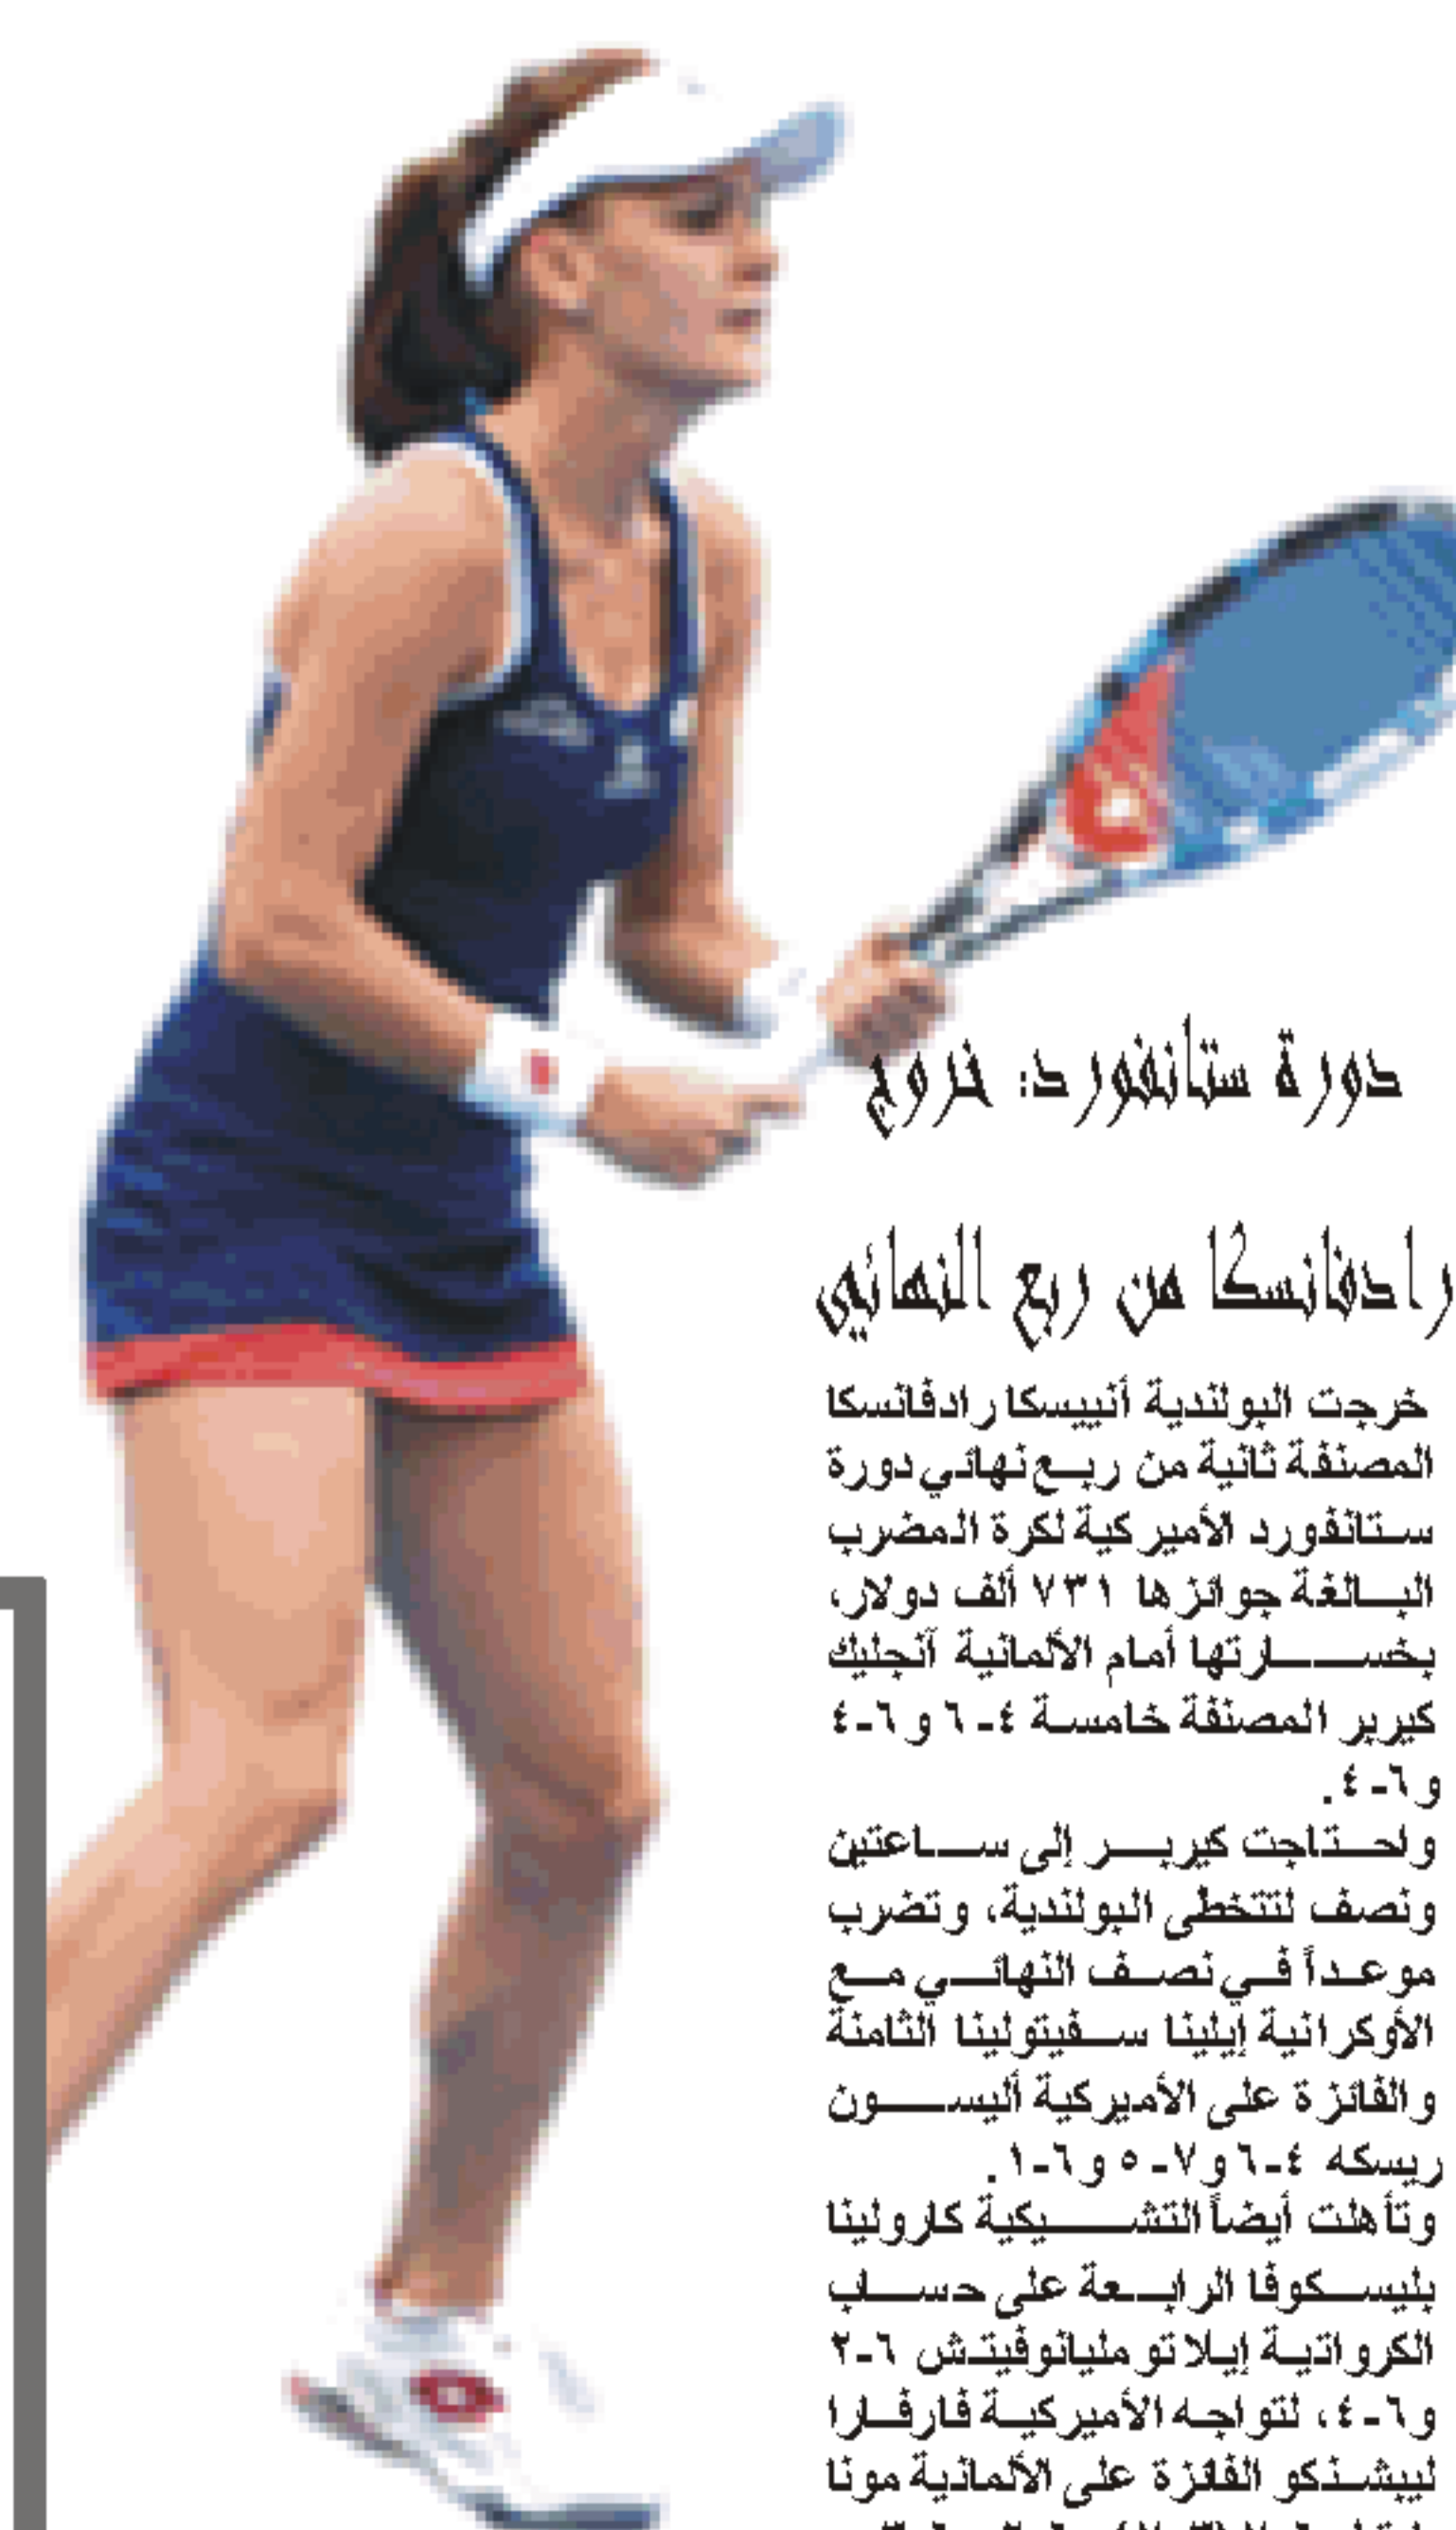 دورة ستانفورد: خروج
رادفانسكا من ربع النهائي
خرجت البولندية أنييسكا رادفانسكا
المصنفة ثانية من ربع نهائي دورة
ستانفورد الأميركية لكرة المضرب
البالغة جوائزها ٧٣١ ألف دولار،
بخسارتها أمام الألمانية آنجليك
كيربر المصنفة خامسة ٤-٦ و٦-٤
و٦-٤.
واحتاجت كيربر إلى ساعتين
ونصف لتتخطى البولندية، وتضرب
موعداً في نصف النهائي مع
الأوكرانية إيلينا سفيتولينا الثامنة
والفائزة على الأميركية أليسون
ريسكه ٤-٦ و٧-٥ و٦-١.
وتأهلت أيضاً التشيكية كارولينا
بليسكوفا الرابعة على حساب
الكرواتية إيلا تومليانوفيتش ٦-٢
و٦-٤، لتواجه الأميركية فارفارا
ليبشنكو الفائزة على الألمانية مونا